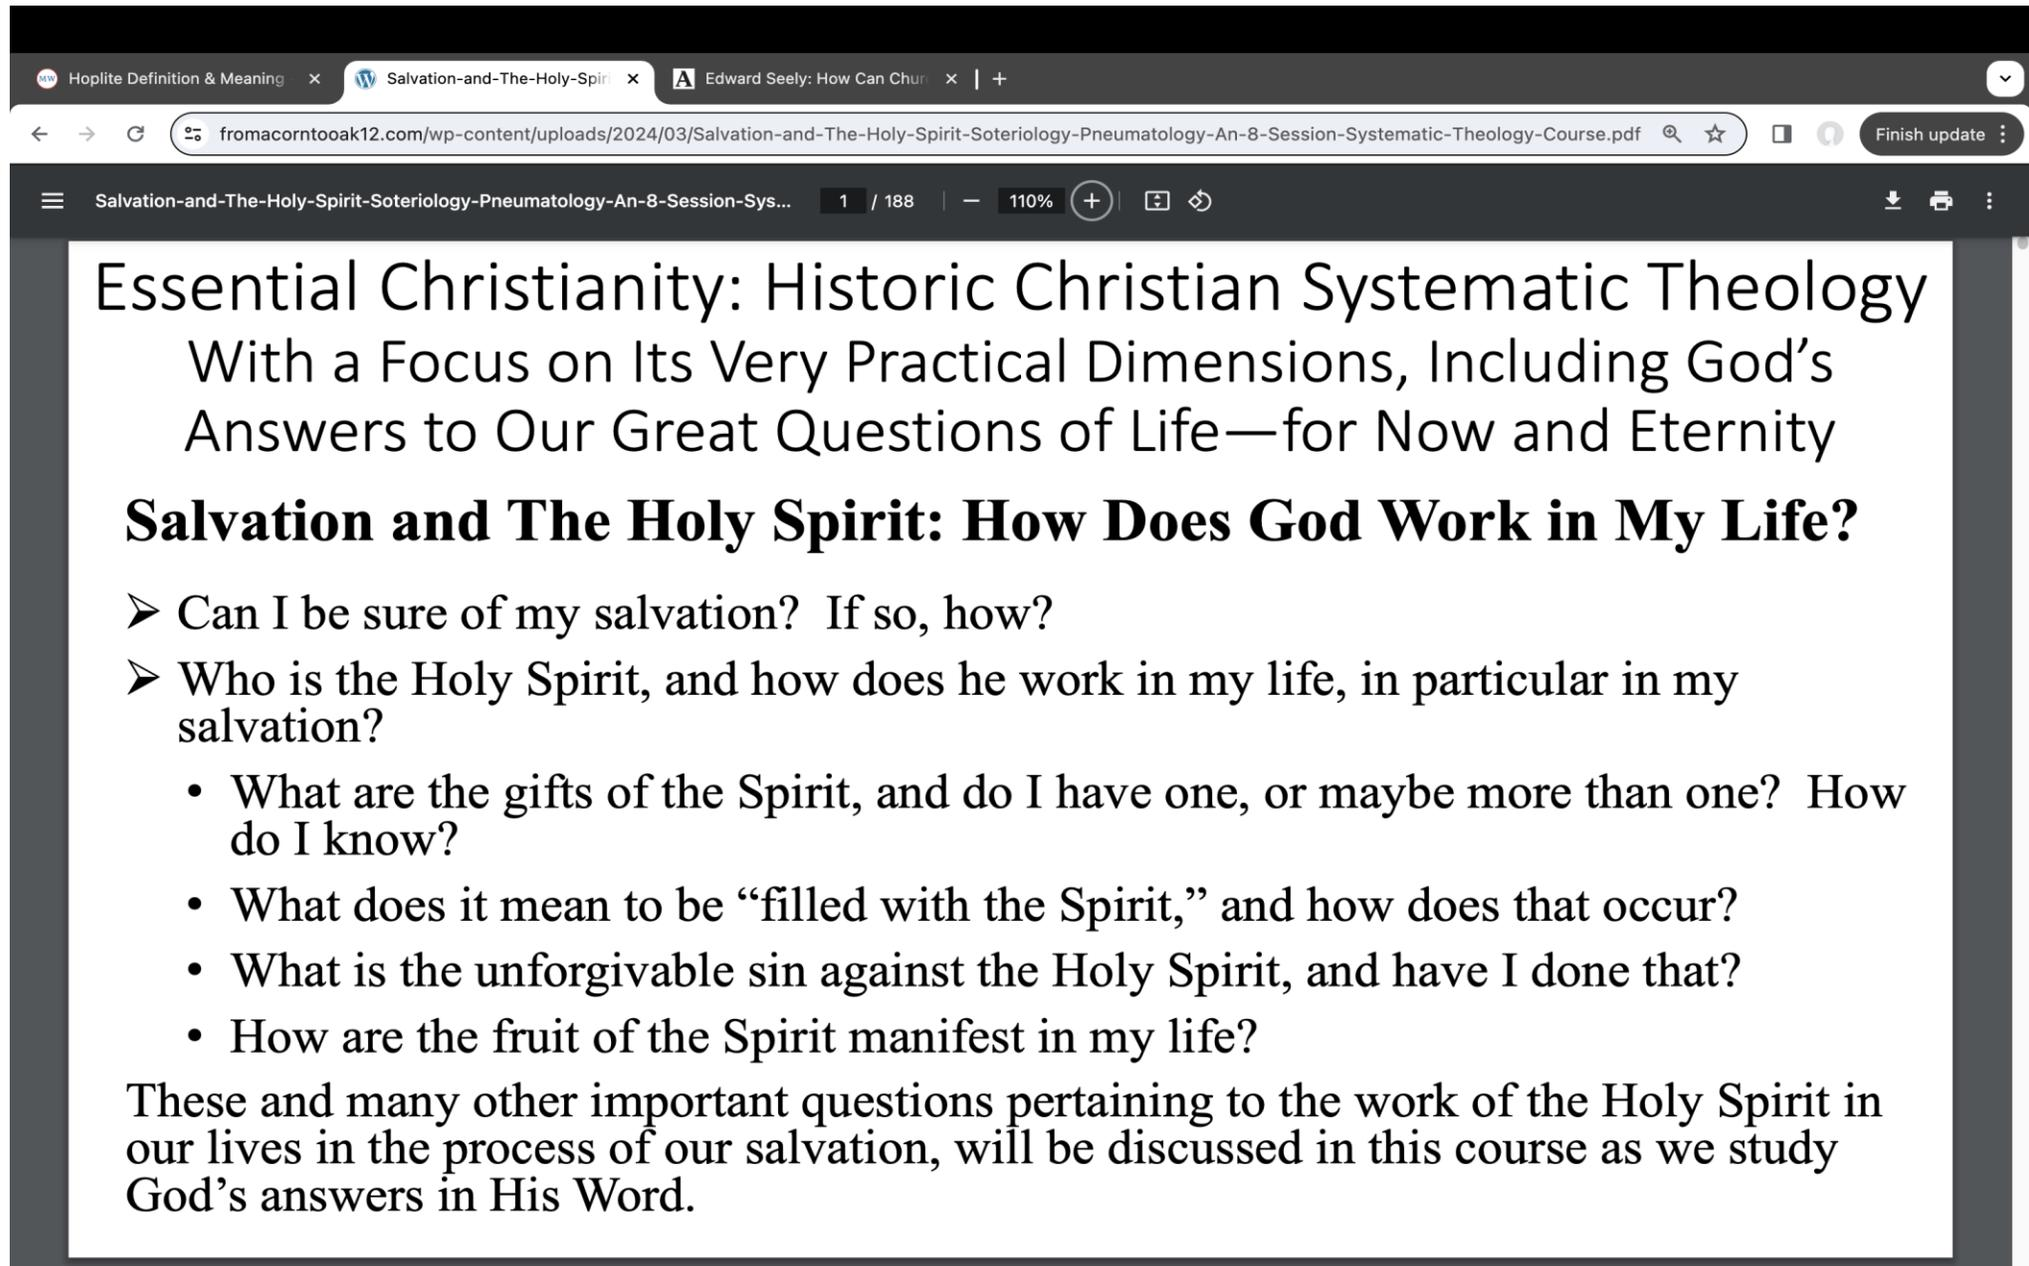 Hoplite Definition & Meaning
Salvation-and-The-Holy-Spiri
Edward Seely: How Can Chur
fromacorntooak12.com/wp-content/uploads/2024/03/Salvation-and-The-Holy-Spirit-Soteriology-Pneumatology-An-8-Session-Systematic-Theology-Course.pdf
Finish update
Salvation-and-The-Holy-Spirit-Soteriology-Pneumatology-An-8-Session-Sys...
1 / 188
110%
Essential Christianity: Historic Christian Systematic Theology
With a Focus on Its Very Practical Dimensions, Including God’s
Answers to Our Great Questions of Life—for Now and Eternity
Salvation and The Holy Spirit: How Does God Work in My Life?
➢ Can I be sure of my salvation?  If so, how?
➢ Who is the Holy Spirit, and how does he work in my life, in particular in my
salvation?
• What are the gifts of the Spirit, and do I have one, or maybe more than one?  How
do I know?
• What does it mean to be “filled with the Spirit,” and how does that occur?
• What is the unforgivable sin against the Holy Spirit, and have I done that?
• How are the fruit of the Spirit manifest in my life?
These and many other important questions pertaining to the work of the Holy Spirit in
our lives in the process of our salvation, will be discussed in this course as we study
God’s answers in His Word.